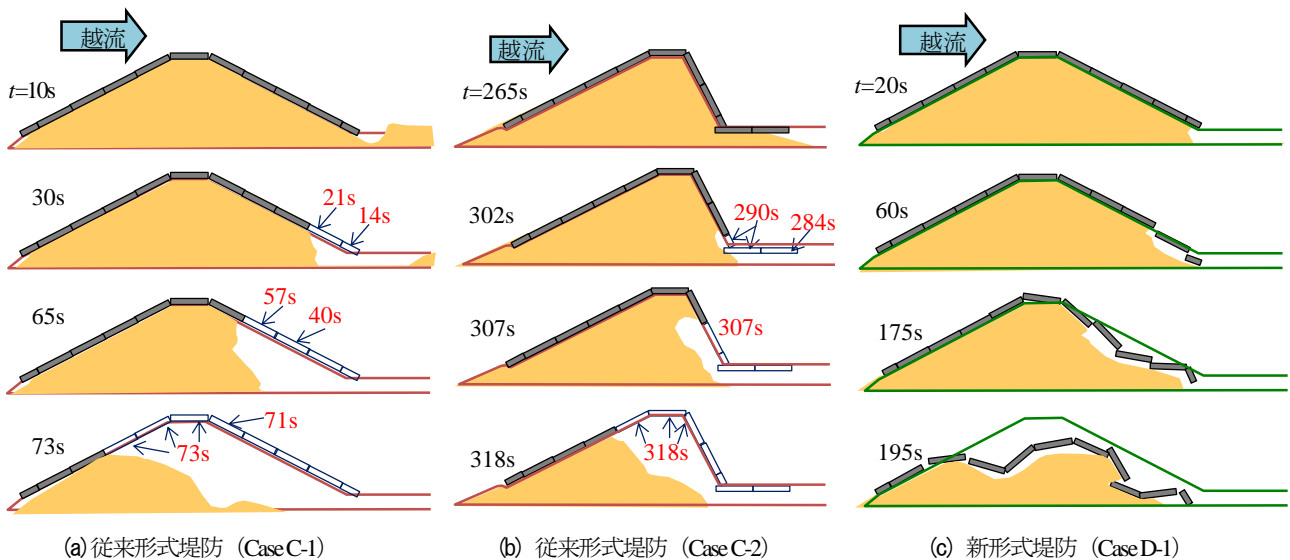 越流
t=10s
30s
21s
14s
65s
57s
40s
73s
71s
73s
(a) 従来形式堤防 (Case C-1)
越流
t=265s
302s
290s
284s
307s
307s
318s
318s
(b) 従来形式堤防 (Case C-2)
越流
t=20s
60s
175s
195s
(c) 新形式堤防 (Case D-1)